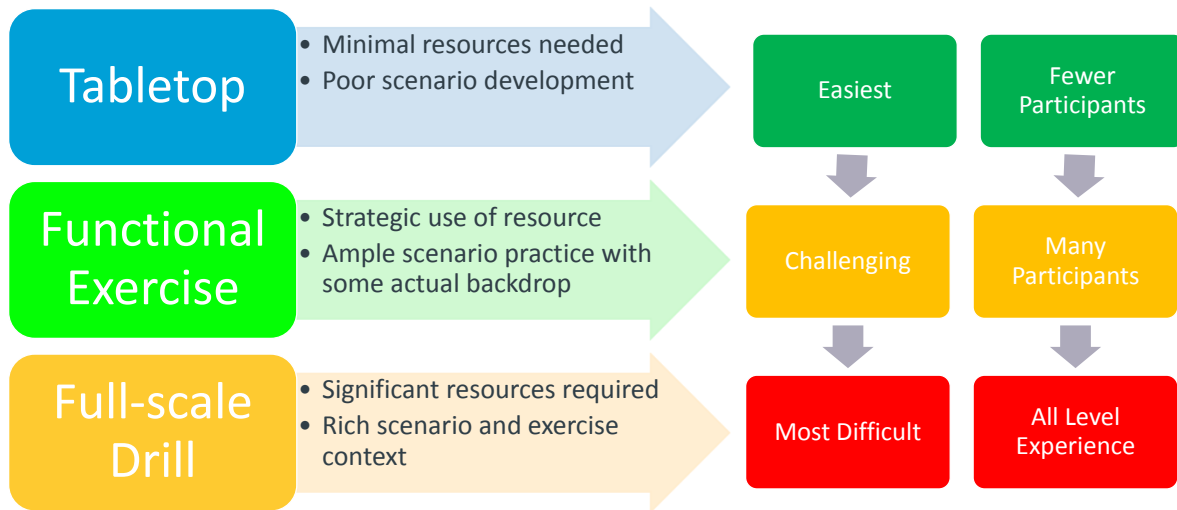 Tabletop
• Minimal resources needed
• Poor scenario development
Easiest
Fewer
Participants
Functional
Exercise
• Strategic use of resource
• Ample scenario practice with
some actual backdrop
Challenging
Many
Participants
Full-scale
Drill
• Significant resources required
• Rich scenario and exercise
context
Most Difficult
All Level
Experience